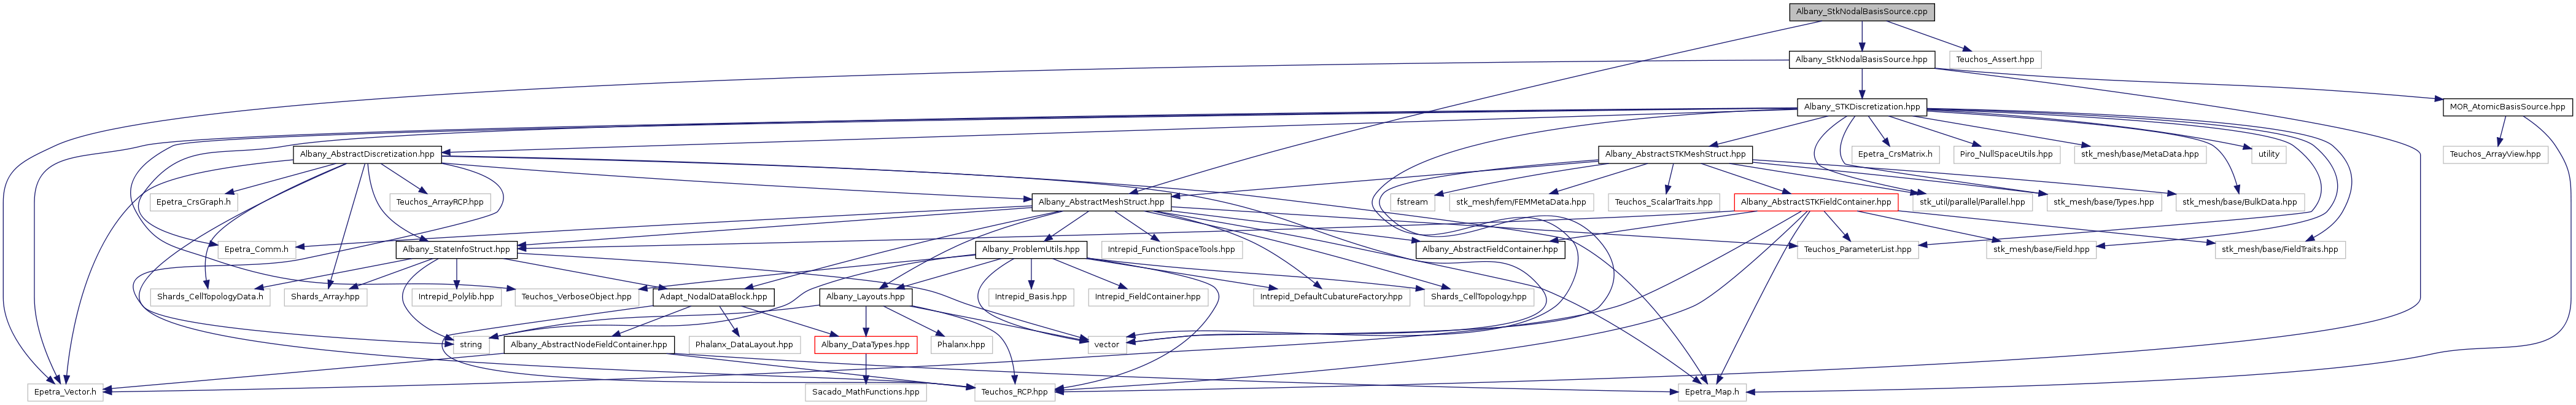 Albany_StkNodalBasisSource.cpp
Albany_StkNodalBasisSource.hpp
Teuchos_Assert.hpp
Albany_STKDiscretization.hpp
MOR_AtomicBasisSource.hpp
Albany_AbstractDiscretization.hpp
Albany_AbstractSTKMeshStruct.hpp
Epetra_CrsMatrix.h
Piro_NullSpaceUtils.hpp
stk_mesh/base/MetaData.hpp
utility
Teuchos_ArrayView.hpp
Epetra_CrsGraph.h
Teuchos_ArrayRCP.hpp
Albany_AbstractMeshStruct.hpp
fstream
stk_mesh/fem/FEMMetaData.hpp
Teuchos_ScalarTraits.hpp
Albany_AbstractSTKFieldContainer.hpp
stk_util/parallel/Parallel.hpp
stk_mesh/base/Types.hpp
stk_mesh/base/BulkData.hpp
Epetra_Comm.h
Albany_StateInfoStruct.hpp
Albany_ProblemUtils.hpp
Intrepid_FunctionSpaceTools.hpp
Albany_AbstractFieldContainer.hpp
Teuchos_ParameterList.hpp
stk_mesh/base/Field.hpp
stk_mesh/base/FieldTraits.hpp
Shards_CellTopologyData.h
Shards_Array.hpp
Intrepid_Polylib.hpp
Teuchos_VerboseObject.hpp
Adapt_NodalDataBlock.hpp
Albany_Layouts.hpp
Intrepid_Basis.hpp
Intrepid_FieldContainer.hpp
Intrepid_DefaultCubatureFactory.hpp
Shards_CellTopology.hpp
string
Albany_AbstractNodeFieldContainer.hpp
Phalanx_DataLayout.hpp
Albany_DataTypes.hpp
Phalanx.hpp
vector
Epetra_Vector.h
Sacado_MathFunctions.hpp
Teuchos_RCP.hpp
Epetra_Map.h